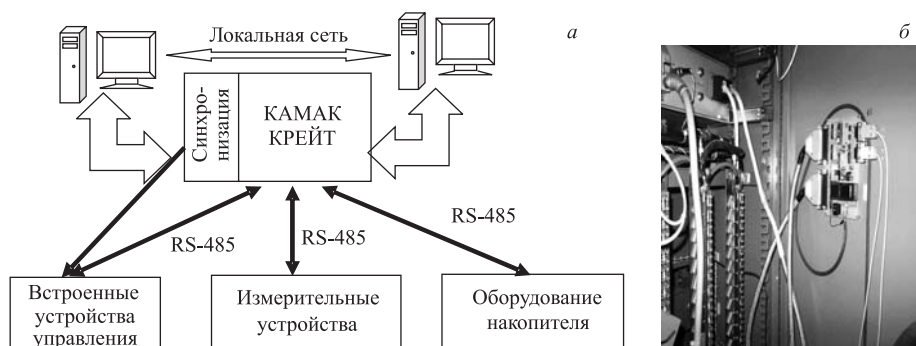 Локальная сеть
а
б
Синхро-
низация
КАМАК
КРЕЙТ
RS-485
RS-485
RS-485
Встроенные
устройства
управления
Измерительные
устройства
Оборудование
накопителя